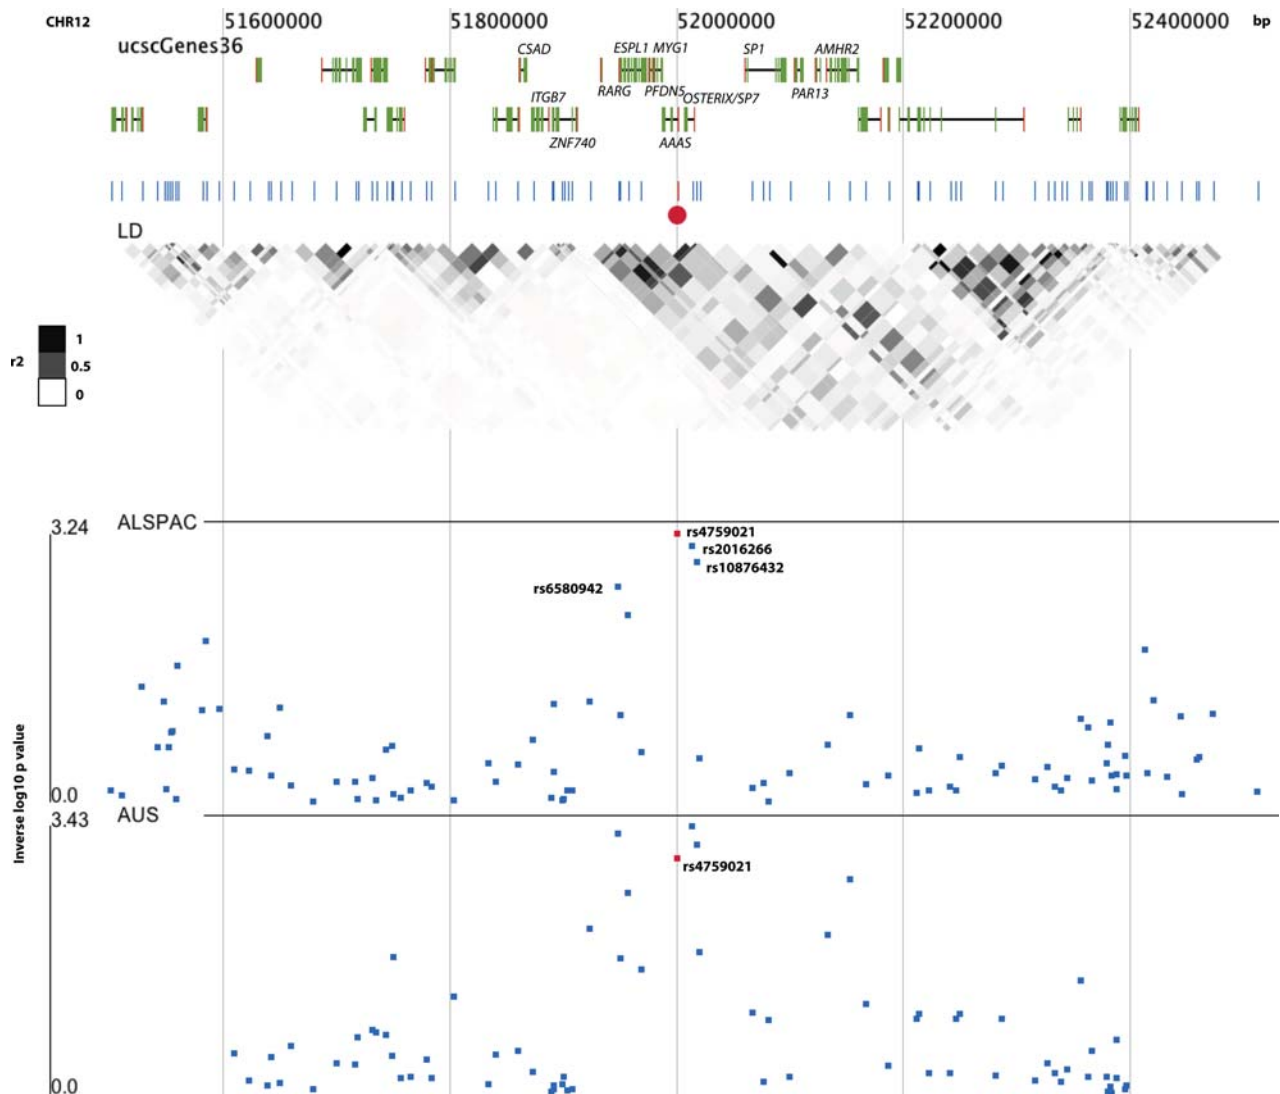 CHR12 51600000 51800000 52000000 52200000 52400000 bp
ucscGenes36
CSAD ESPL1 MYG1 SP1 AMHR2
ITGB7 RARG PFDN5 OSTERIX/SP7 PAR13
ZNF740 AAAS
LD
r2
1
0.5
0
3.24 ALSPAC
rs4759021
rs2016266
rs10876432
rs6580942
Inverse log10 p value
0.0
AUS
3.43
rs4759021
0.0